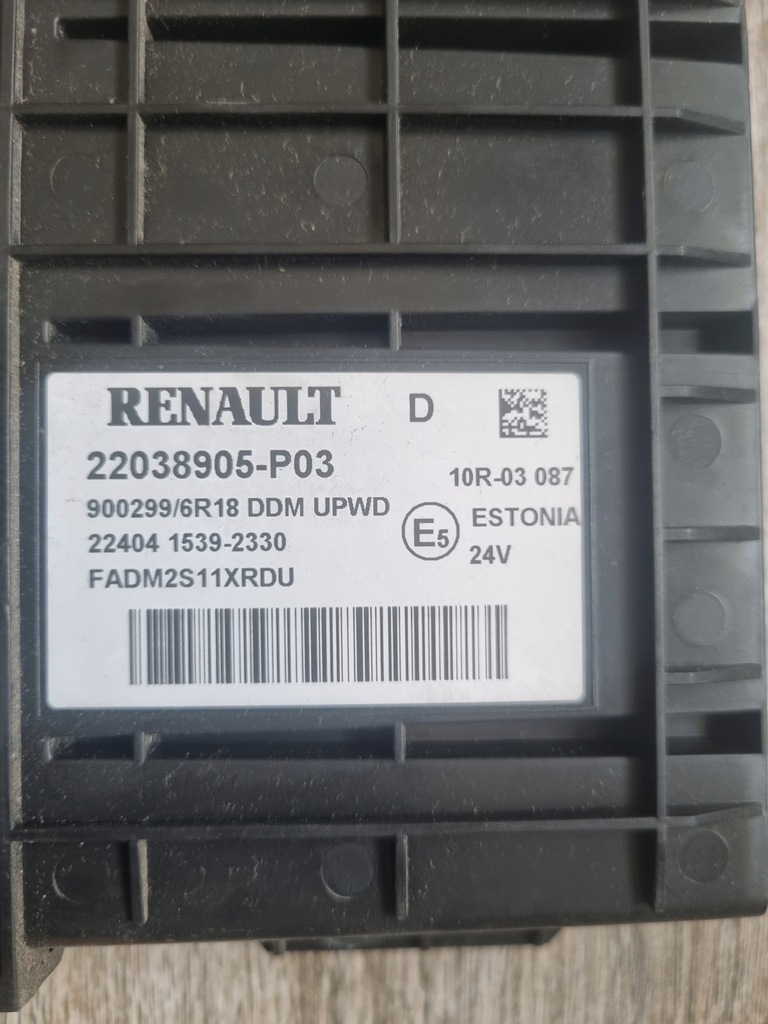 RENAULT D
22038905-P03
10R-03 087
900299/6R18 DDM UPWD
E5 ESTONIA
22404 1539-2330
24V
FADM2S11XRDU